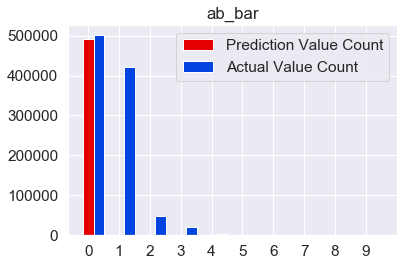 ab_bar
500000
400000
300000
200000
100000
0
Prediction Value Count
Actual Value Count
0 1 2 3 4 5 6 7 8 9